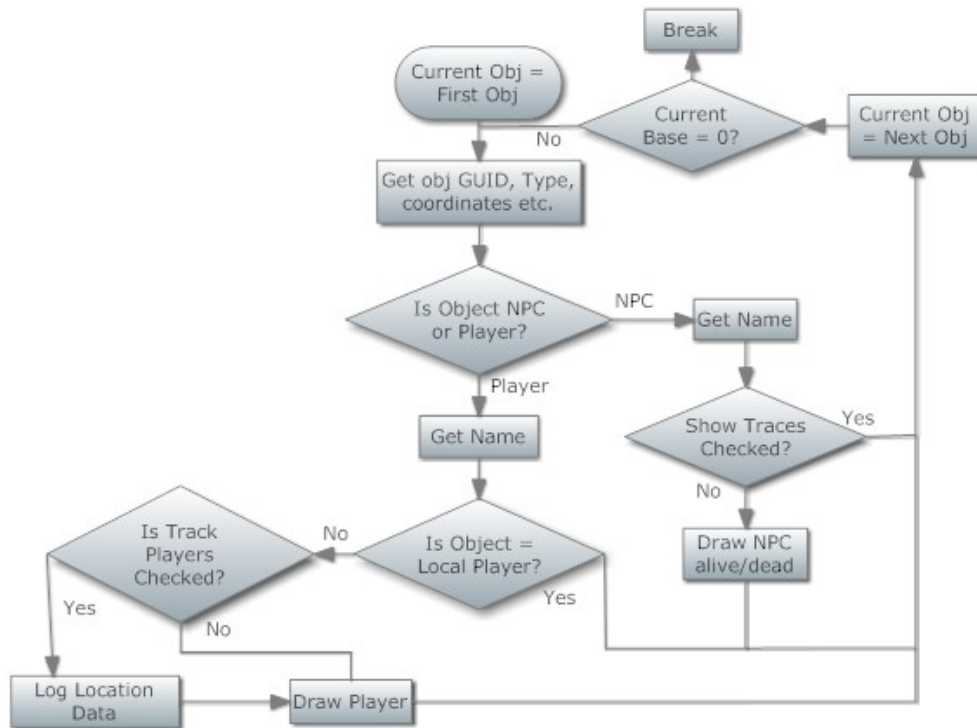 Break
Current Obj =
First Obj
Current
Base = 0?
Current Obj
= Next Obj
No
Get obj GUID, Type,
coordinates etc.
Is Object NPC
or Player?
NPC
Get Name
Player
Get Name
Show Traces
Checked?
Yes
No
Draw NPC
alive/dead
Is Object =
Local Player?
No
Yes
Is Track
Players
Checked?
Yes
No
Log Location
Data
Draw Player